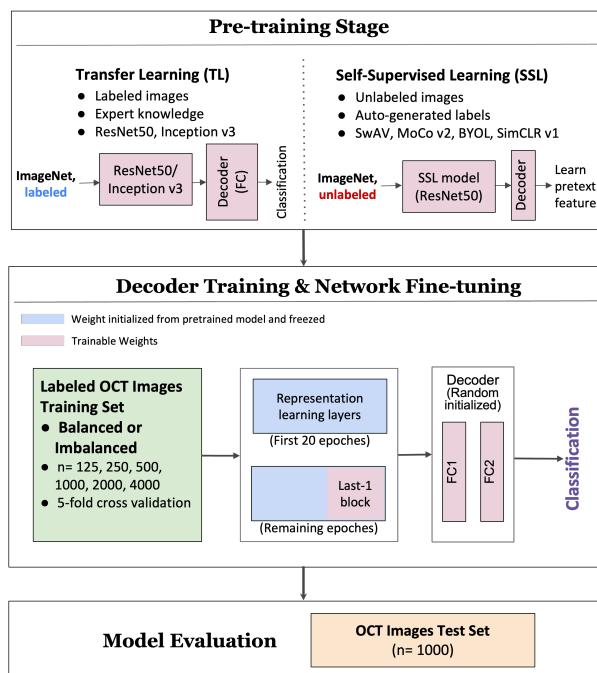 Pre-training Stage
Transfer Learning (TL)
● Labeled images
● Expert knowledge
● ResNet50, Inception v3
ImageNet,
labeled
ResNet50/
Inception v3
Decoder
(FC)
Classification
Self-Supervised Learning (SSL)
● Unlabeled images
● Auto-generated labels
● SwAV, MoCo v2, BYOL, SimCLR v1
ImageNet,
unlabeled
SSL model
(ResNet50)
Decoder
Learn
pretext
features
Decoder Training & Network Fine-tuning
Weight initialized from pretrained model and freezed
Trainable Weights
Labeled OCT Images
Training Set
● Balanced or
Imbalanced
● n= 125, 250, 500,
1000, 2000, 4000
● 5-fold cross validation
Representation
learning layers
(First 20 epoches)
Last-1
block
(Remaining epoches)
Decoder
(Random
initialized)
FC1
FC2
Classification
Model Evaluation
OCT Images Test Set
(n= 1000)